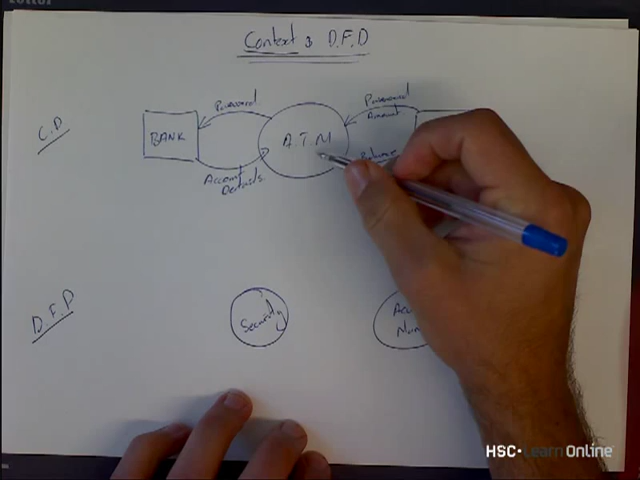 Context & D.F.D
C.D
BANK
Password
Account
Details
A.T.M
Password
Amount
Balance
D.F.D
Security
HSC·Learn Online